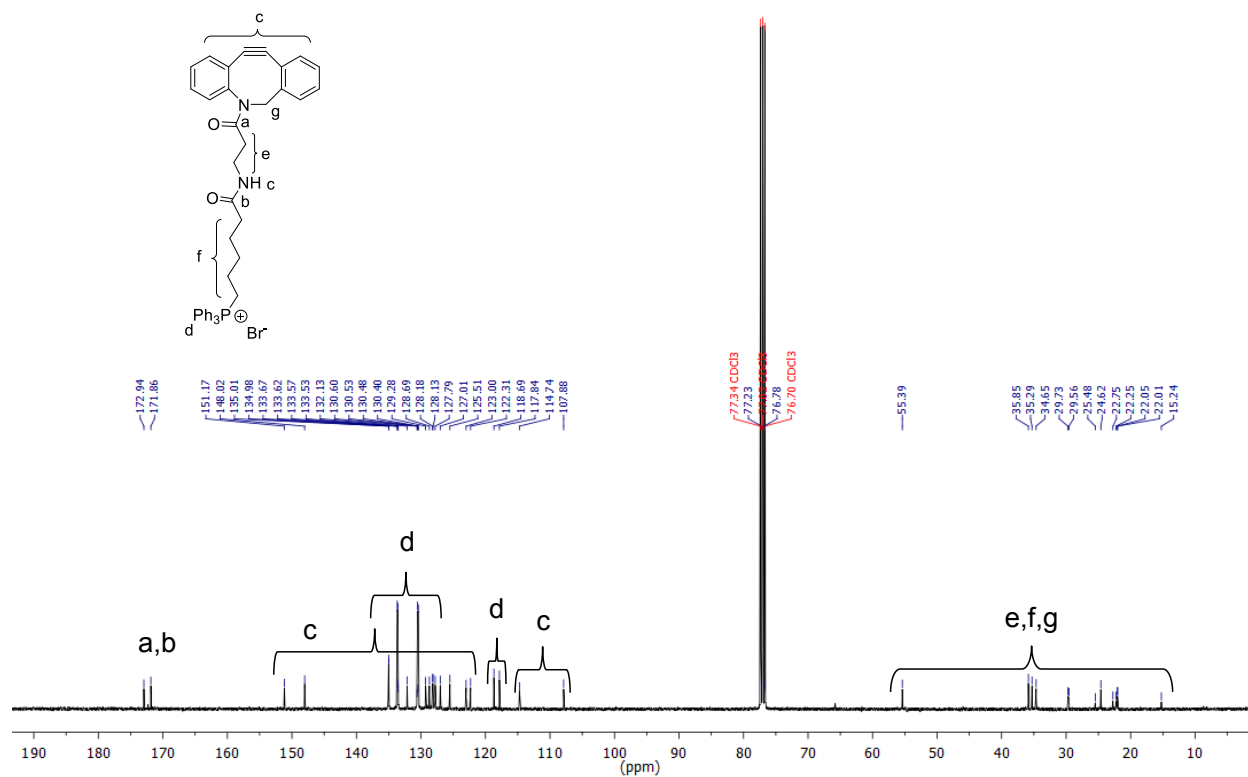 c
N
g
a
O
e
NH c
O
b
f
Ph3P
+
d
Br-
172.94
171.86
151.17
148.02
135.01
134.98
133.67
133.62
133.57
133.53
132.13
130.60
130.53
130.48
130.40
129.28
128.69
128.18
128.13
127.79
127.01
125.51
123.00
122.31
118.69
117.84
114.74
107.88
77.34 CDCl3
77.23
76.78
76.70 CDCl3
55.39
35.85
35.29
34.65
29.73
29.56
25.48
24.62
22.75
22.25
22.05
22.01
15.24
d
a,b
c
d
c
e,f,g
190 180 170 160 150 140 130 120 110 100 90 80 70 60 50 40 30 20 10
(ppm)